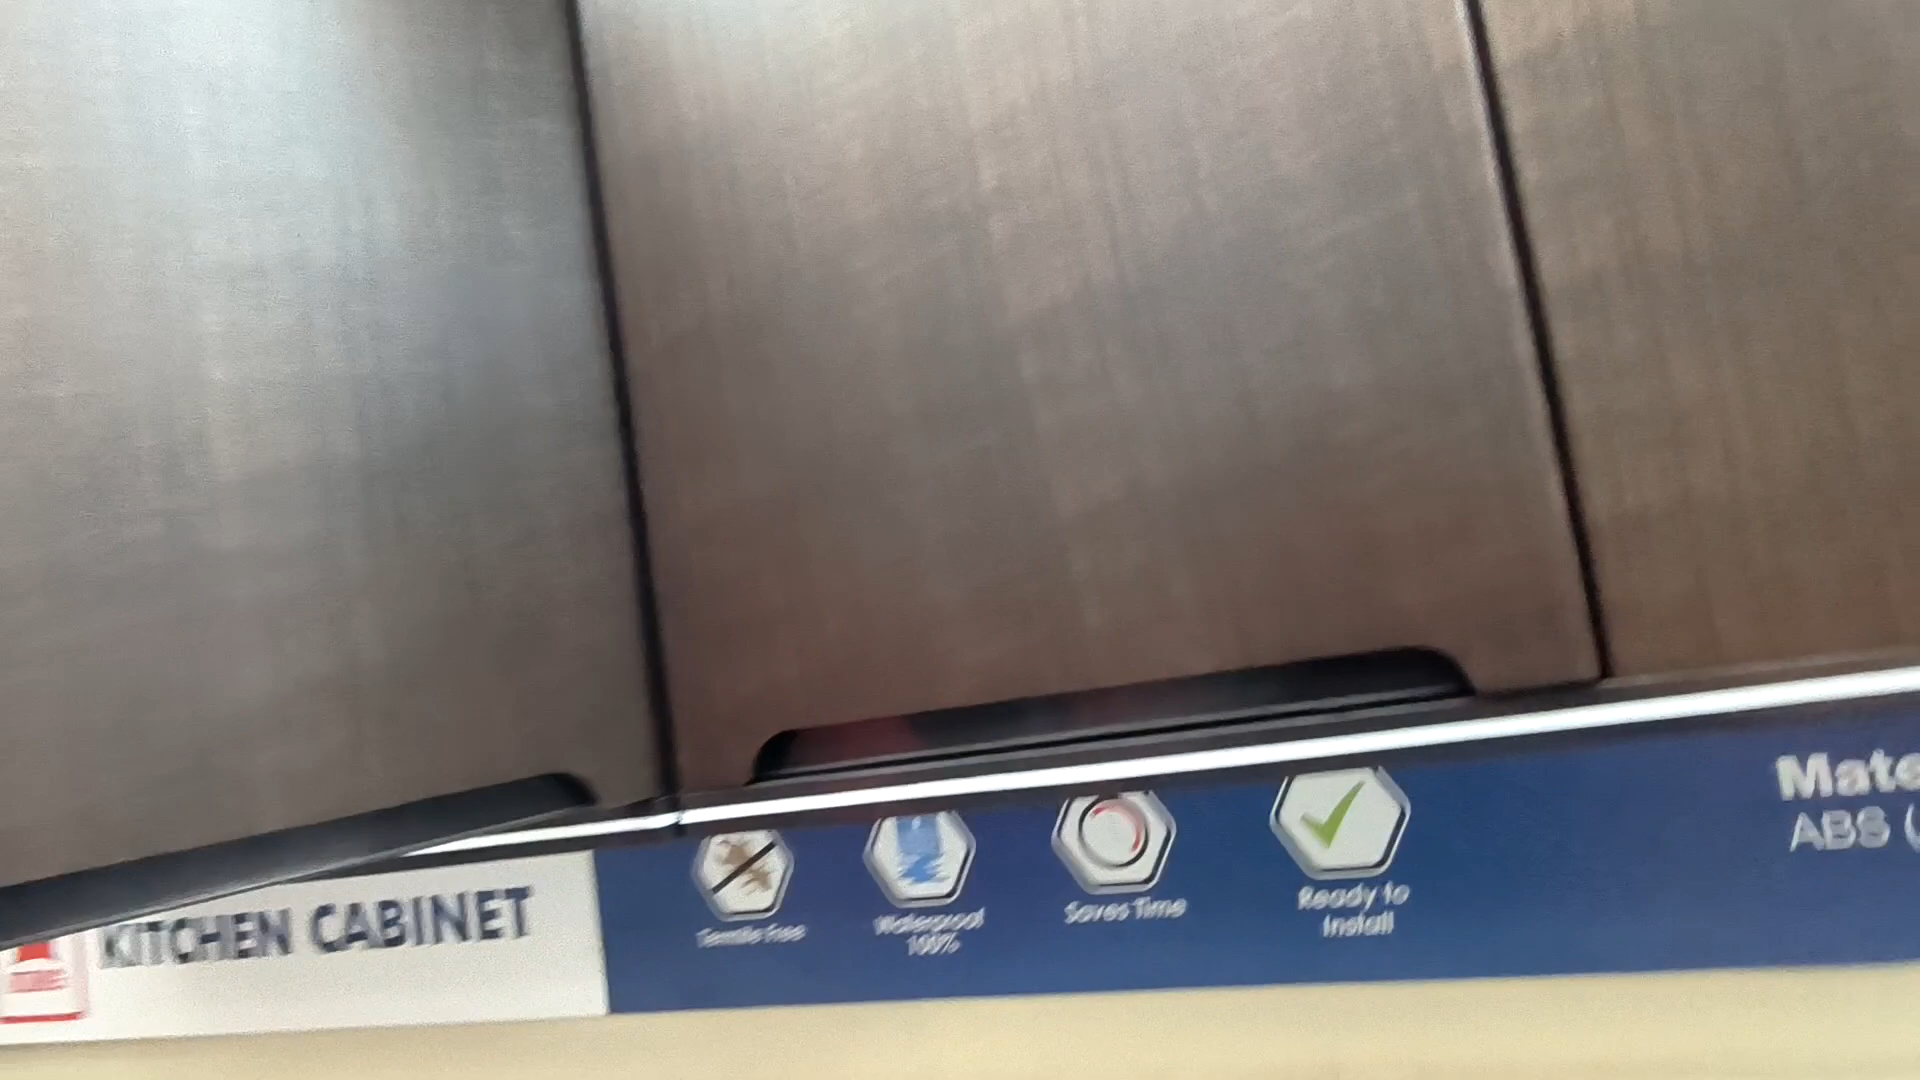 KITCHEN CABINET
Termite Free
Waterproof
100%
Saves Time
Ready to
Install
Mate
ABS (